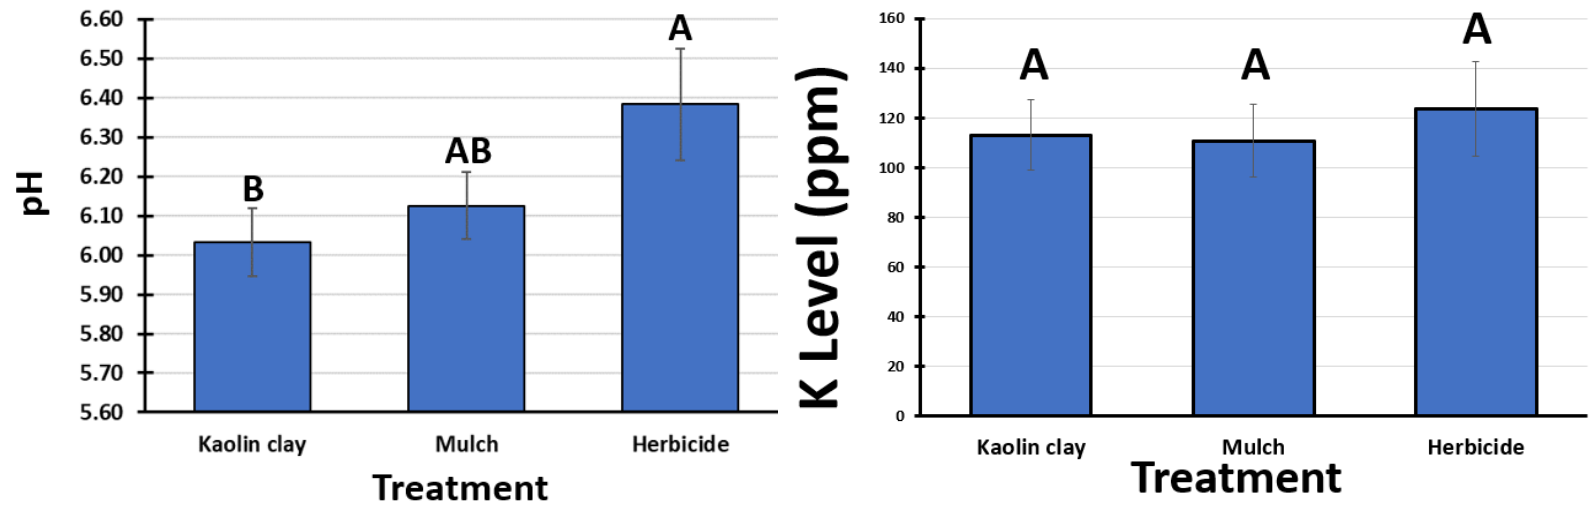 6.60
6.50
6.40
6.30
6.20
6.10
6.00
5.90
5.80
5.70
5.60
pH
B
AB
A
Kaolin clay Mulch Herbicide
Treatment
160
140
120
100
80
60
40
20
0
K Level (ppm)
A A A
Kaolin clay Mulch Herbicide
Treatment